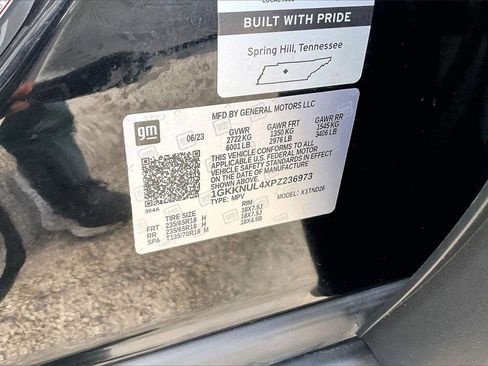 BUILT WITH PRIDE
Spring Hill, Tennessee
gm
MFD BY GENERAL MOTORS LLC
06/23 GVWR GAWR FRT GAWR RR
2722 KG 1350 KG 1545 KG
6001 LB 2976 LB 3406 LB
THIS VEHICLE CONFORMS TO ALL
APPLICABLE U.S. FEDERAL MOTOR
VEHICLE SAFETY STANDARDS IN
EFFECT ON THE DATE OF
MANUFACTURE SHOWN ABOVE.
1GKKNUL4XPZ236973
384A TYPE: MPV MODEL: X3TND26
TIRE SIZE RIM
FRT 235/65R18 H 18X7.5J
RR 235/65R18 H 18X7.5J
SPA T135/70R18 M 18X4.5B